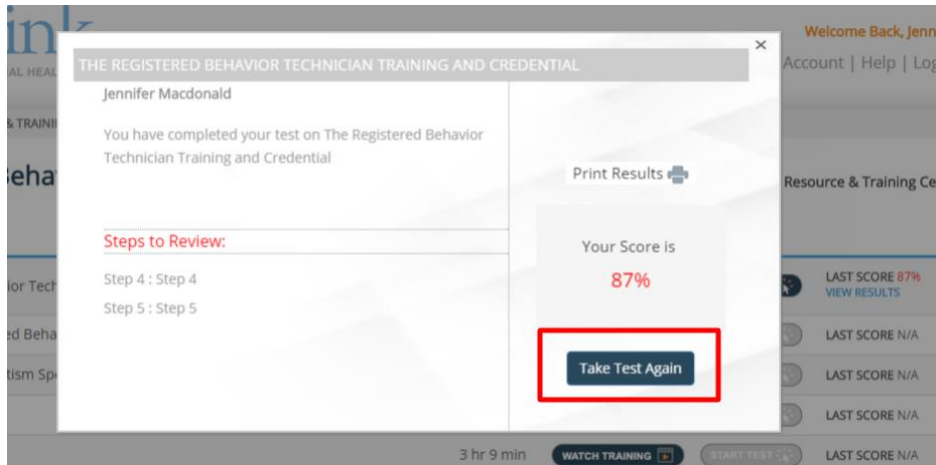 ink
Welcome Back, Jenn
×
AL HEAL
THE REGISTERED BEHAVIOR TECHNICIAN TRAINING AND CREDENTIAL
Account | Help | Log
Jennifer Macdonald
& TRAINI
You have completed your test on The Registered Behavior
Technician Training and Credential
eha
Print Results
Resource & Training Ce
Steps to Review:
Your Score is
87%
Step 4 : Step 4
Step 5 : Step 5
ior Tech
LAST SCORE 87%
VIEW RESULTS
ed Beha
LAST SCORE N/A
Take Test Again
tism Sp
LAST SCORE N/A
LAST SCORE N/A
3 hr 9 min
WATCH TRAINING
START TEST
LAST SCORE N/A